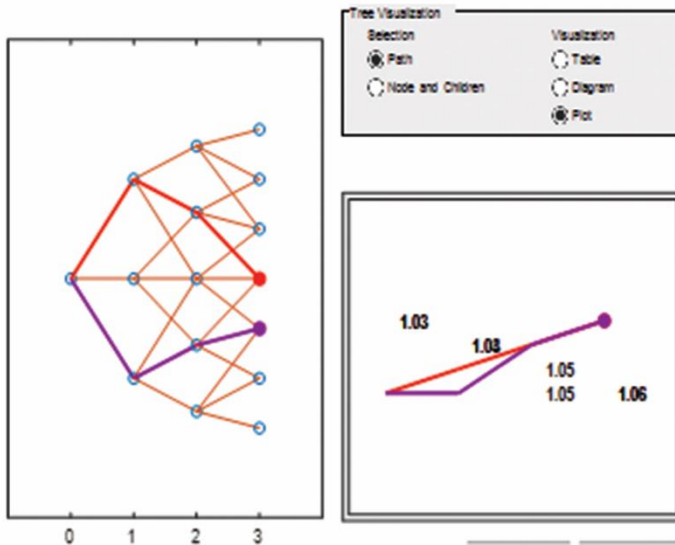 Tree Visualization
Selection
Visualization
Path
Table
Node and Children
Diagram
Plot
1.03
1.08
1.05
1.05
1.06
0
1
2
3